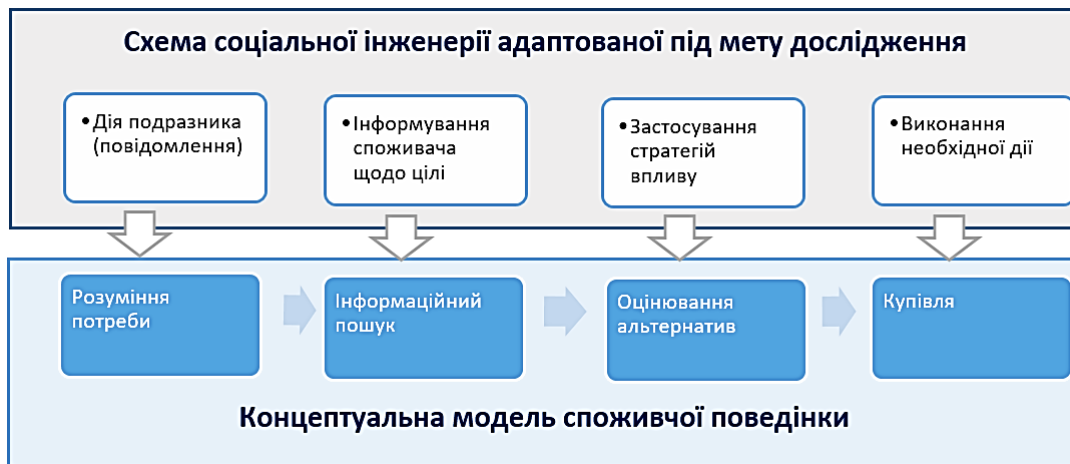 Схема соціальної інженерії адаптованої під мету дослідження
•Дія подразника
(повідомлення)
•Інформування
споживача
щодо цілі
•Застосування
стратегій
впливу
•Виконання
необхідної дії
Розуміння
потреби
Інформаційний
пошук
Оцінювання
альтернатив
Купівля
Концептуальна модель споживчої поведінки